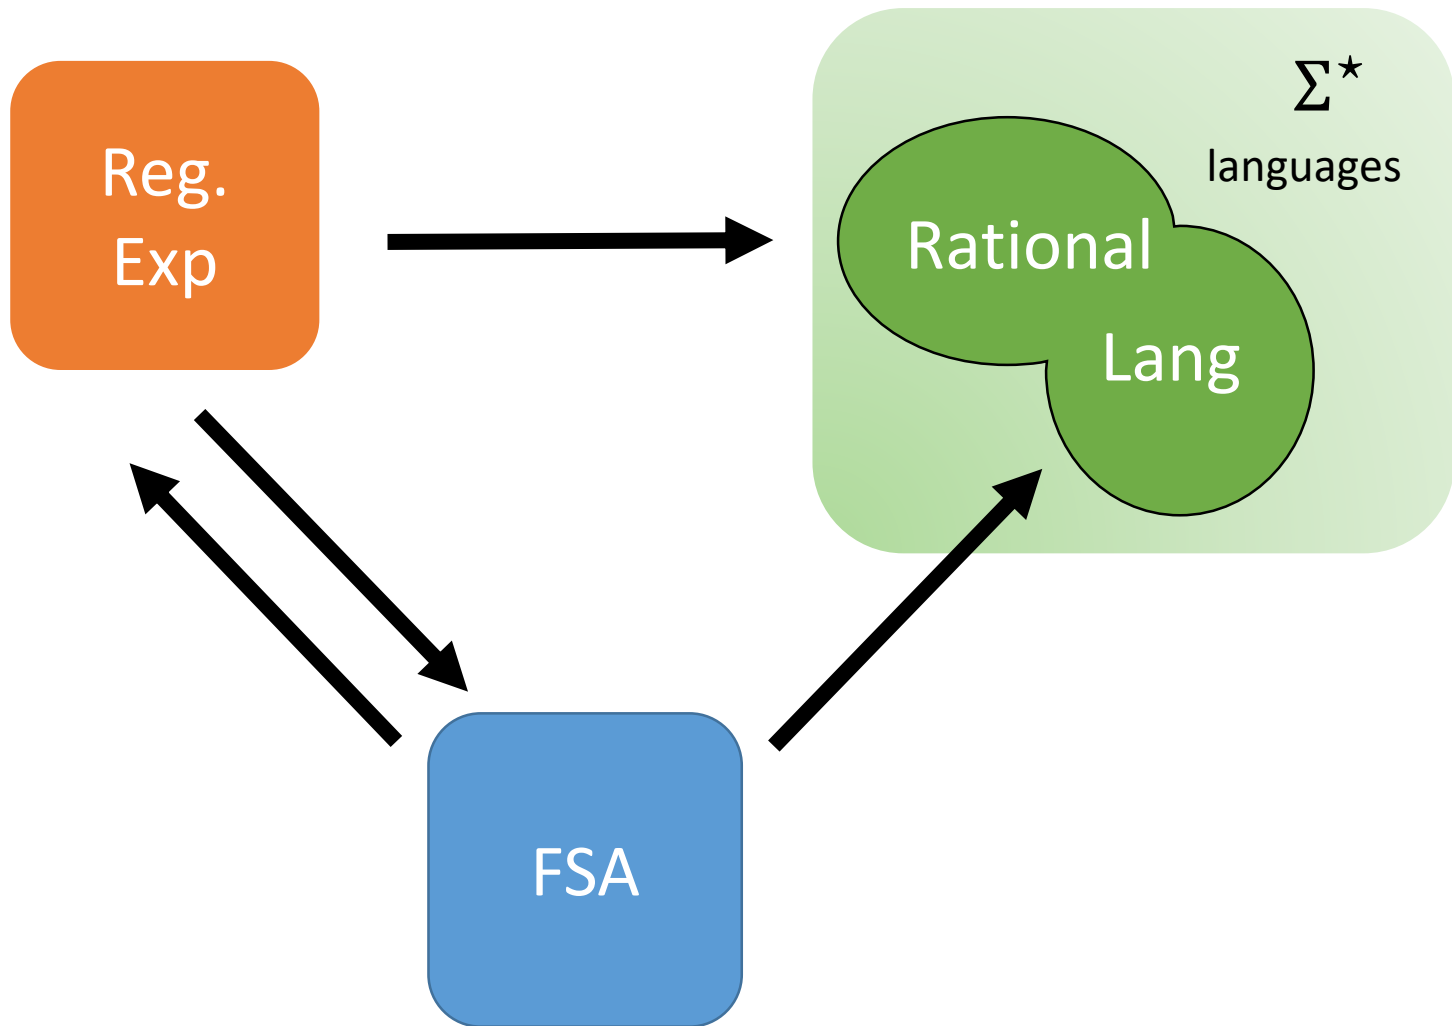 Reg.
Exp
Σ⋆
languages
Rational
Lang
FSA